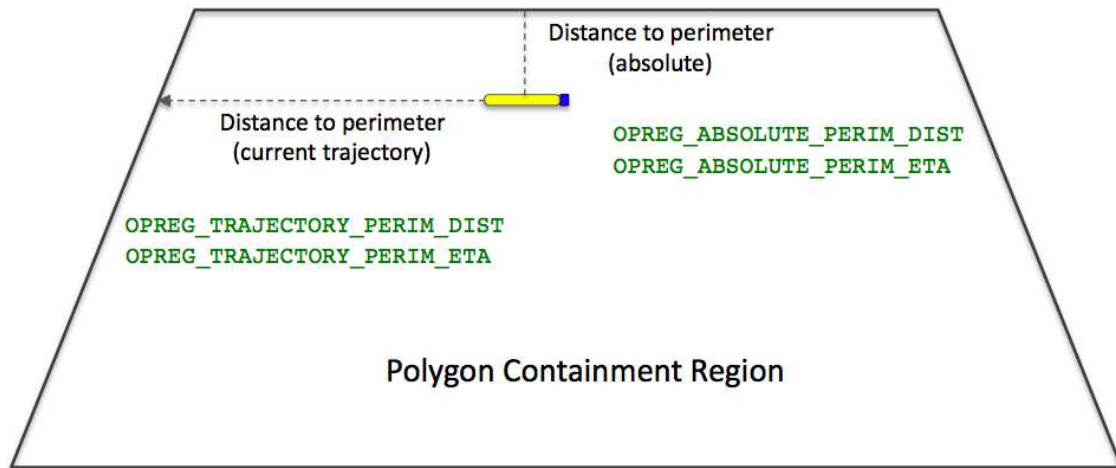 Distance to perimeter
(absolute)
Distance to perimeter
(current trajectory)
OPREG_ABSOLUTE_PERIM_DIST
OPREG_ABSOLUTE_PERIM_ETA
OPREG_TRAJECTORY_PERIM_DIST
OPREG_TRAJECTORY_PERIM_ETA
Polygon Containment Region